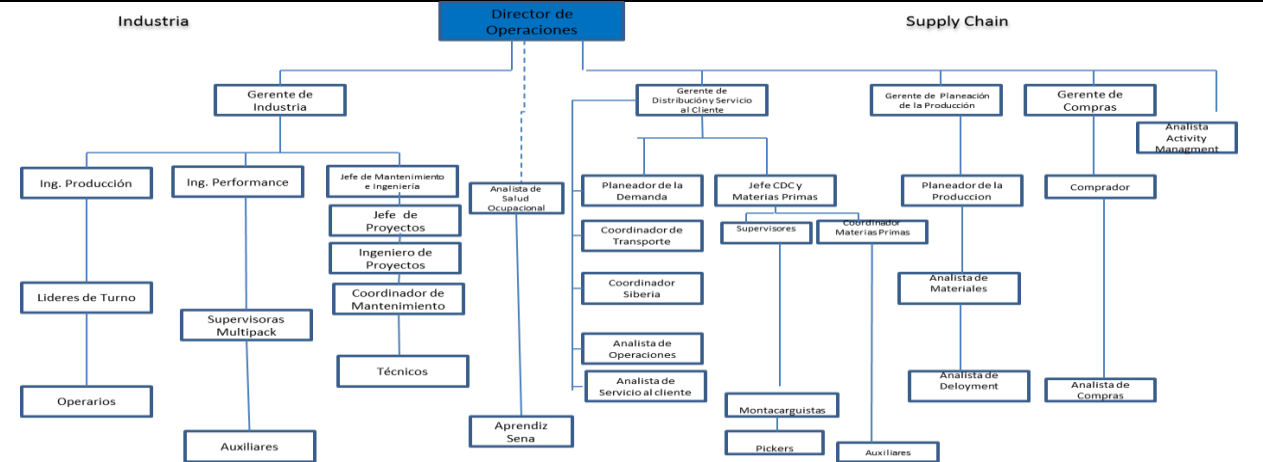 Industria
Director de
Operaciones
Supply Chain
Gerente de
Industria
Gerente de
Distribución y Servicio
al Cliente
Gerente de Planeación
de la Producción
Gerente de
Compras
Analista
Activity
Managment
Ing. Producción
Ing. Performance
Jefe de Mantenimiento
e Ingeniería
Analista de
Salud
Ocupacional
Planeador de la
Demanda
Jefe CDC y
Materias Primas
Planeador de la
Produccion
Comprador
Jefe de
Proyectos
Coordinador de
Transporte
Supervisores
Coordinador
Materias Primas
Ingeniero de
Proyectos
Coordinador
Siberia
Analista de
Materiales
Lideres de Turno
Coordinador de
Mantenimiento
Supervisoras
Multipack
Analista de
Operaciones
Técnicos
Analista de
Servicio al cliente
Analista de
Deloyment
Analista de
Compras
Operarios
Montacarguistas
Aprendiz
Sena
Auxiliares
Pickers
Auxiliares